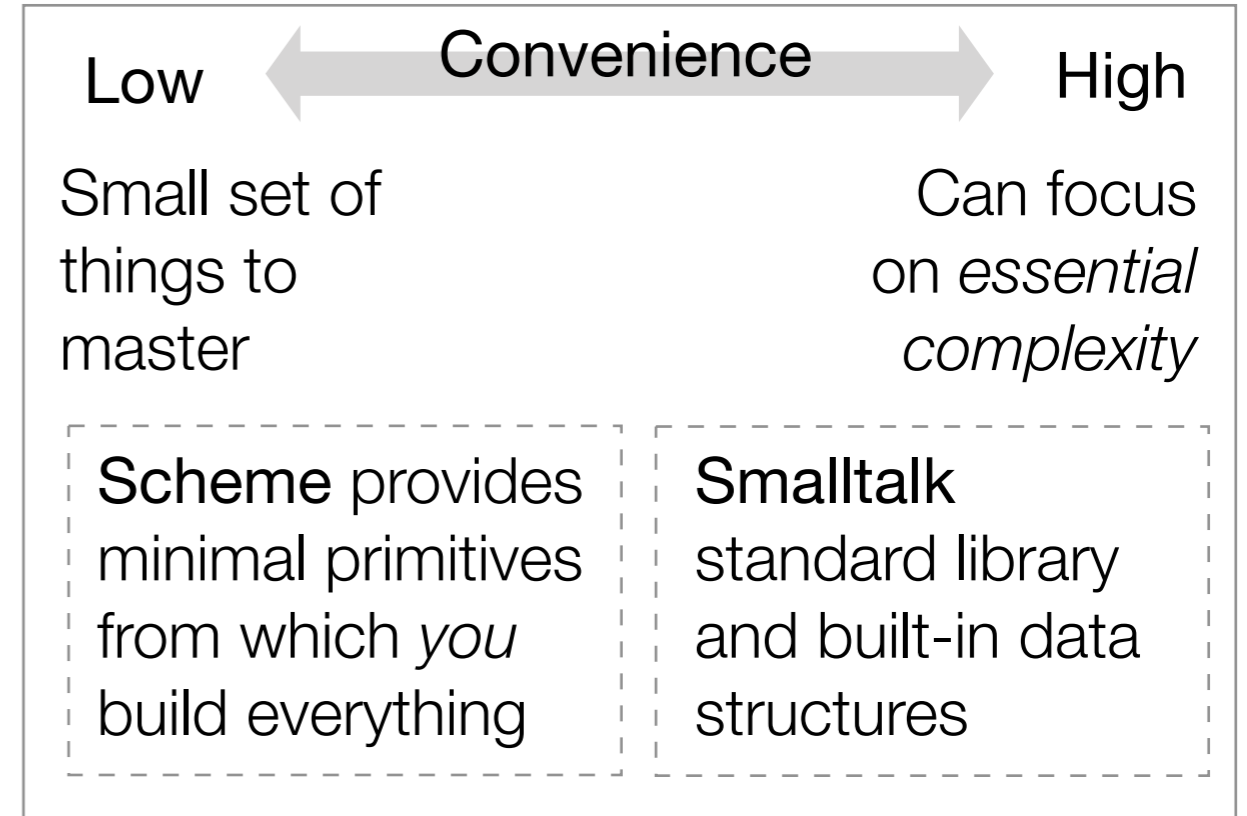 Low
Convenience
High
Small set of
things to
master
Can focus
on essential
complexity
Scheme provides
minimal primitives
from which you
build everything
Smalltalk
standard library
and built-in data
structures